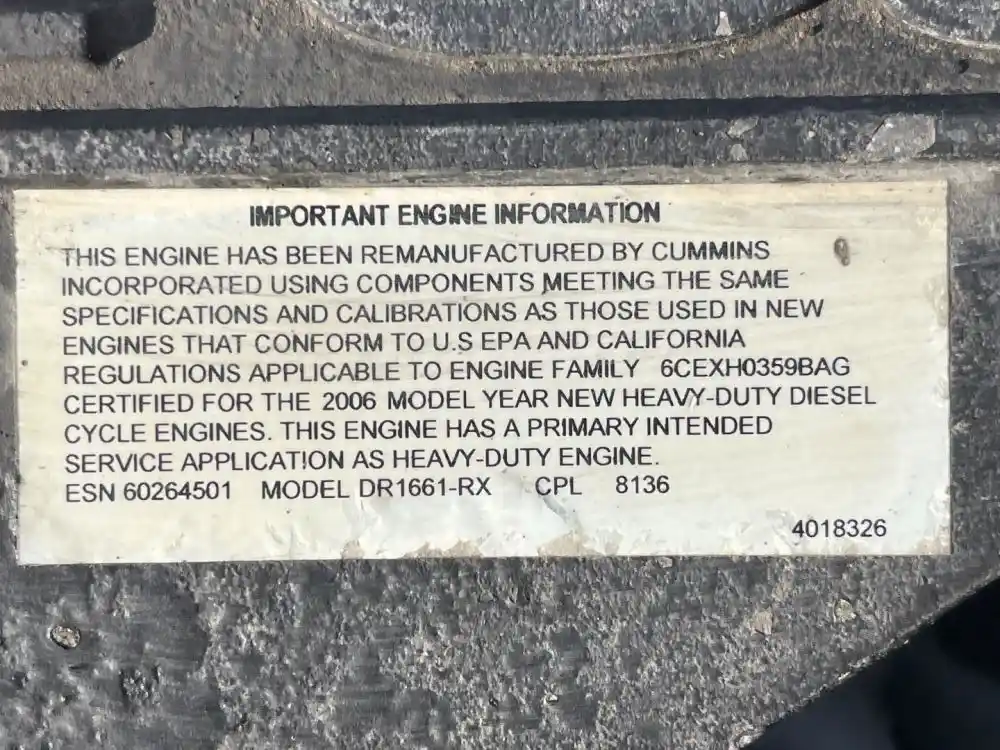 IMPORTANT ENGINE INFORMATION
THIS ENGINE HAS BEEN REMANUFACTURED BY CUMMINS
INCORPORATED USING COMPONENTS MEETING THE SAME
SPECIFICATIONS AND CALIBRATIONS AS THOSE USED IN NEW
ENGINES THAT CONFORM TO U.S EPA AND CALIFORNIA
REGULATIONS APPLICABLE TO ENGINE FAMILY 6CEXH0359BAG
CERTIFIED FOR THE 2006 MODEL YEAR NEW HEAVY-DUTY DIESEL
CYCLE ENGINES. THIS ENGINE HAS A PRIMARY INTENDED
SERVICE APPLICATION AS HEAVY-DUTY ENGINE.
ESN 60264501 MODEL DR1661-RX CPL 8136
4018326